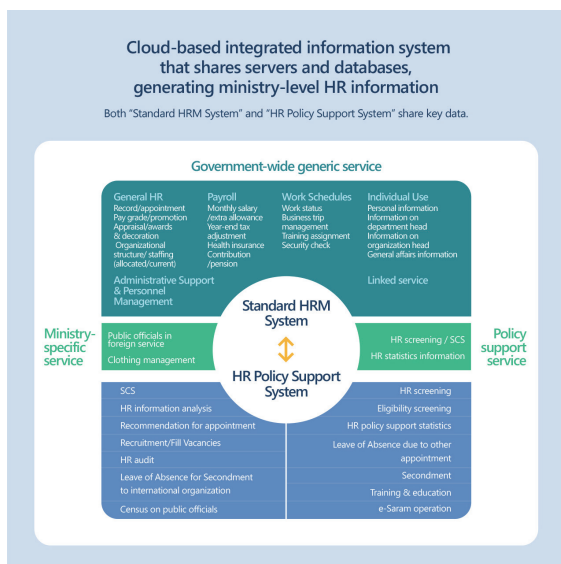 Cloud-based integrated information system
that shares servers and databases,
generating ministry-level HR information
Both “Standard HRM System” and “HR Policy Support System” share key data.
Government-wide generic service
General HR
Record/appointment
Pay grade/promotion
Appraisal/awards
& decoration
Organizational
structure/ staffing
(allocated/current)
Payroll
Monthly salary
/extra allowance
Year-end tax
adjustment
Health insurance
Contribution
/pension
Work Schedules
Work status
Business trip
management
Training assignment
Security check
Individual Use
Personal information
Information on
department head
Information on
organization head
General affairs information
Administrative Support
& Personnel
Management
Linked service
Standard HRM
System
HR Policy Support
System
Ministry-
specific
service
Public officials in
foreign service
Clothing management
HR screening / SCS
HR statistics information
Policy
support
service
SCS
HR information analysis
Recommendation for appointment
Recruitment/Fill Vacancies
HR audit
Leave of Absence for Secondment
to international organization
Census on public officials
HR screening
Eligibility screening
HR policy support statistics
Leave of Absence due to other
appointment
Secondment
Training & education
e-Saram operation